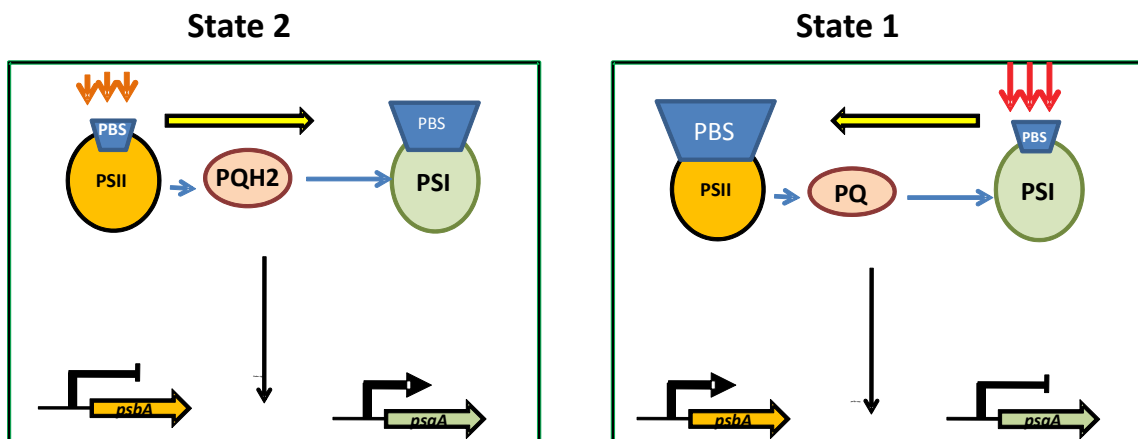 State 2
PBS
PBS
PSII
PQH2
PSI
psbA
psaA
State 1
PBS
PBS
PSII
PQ
PSI
psbA
psaA